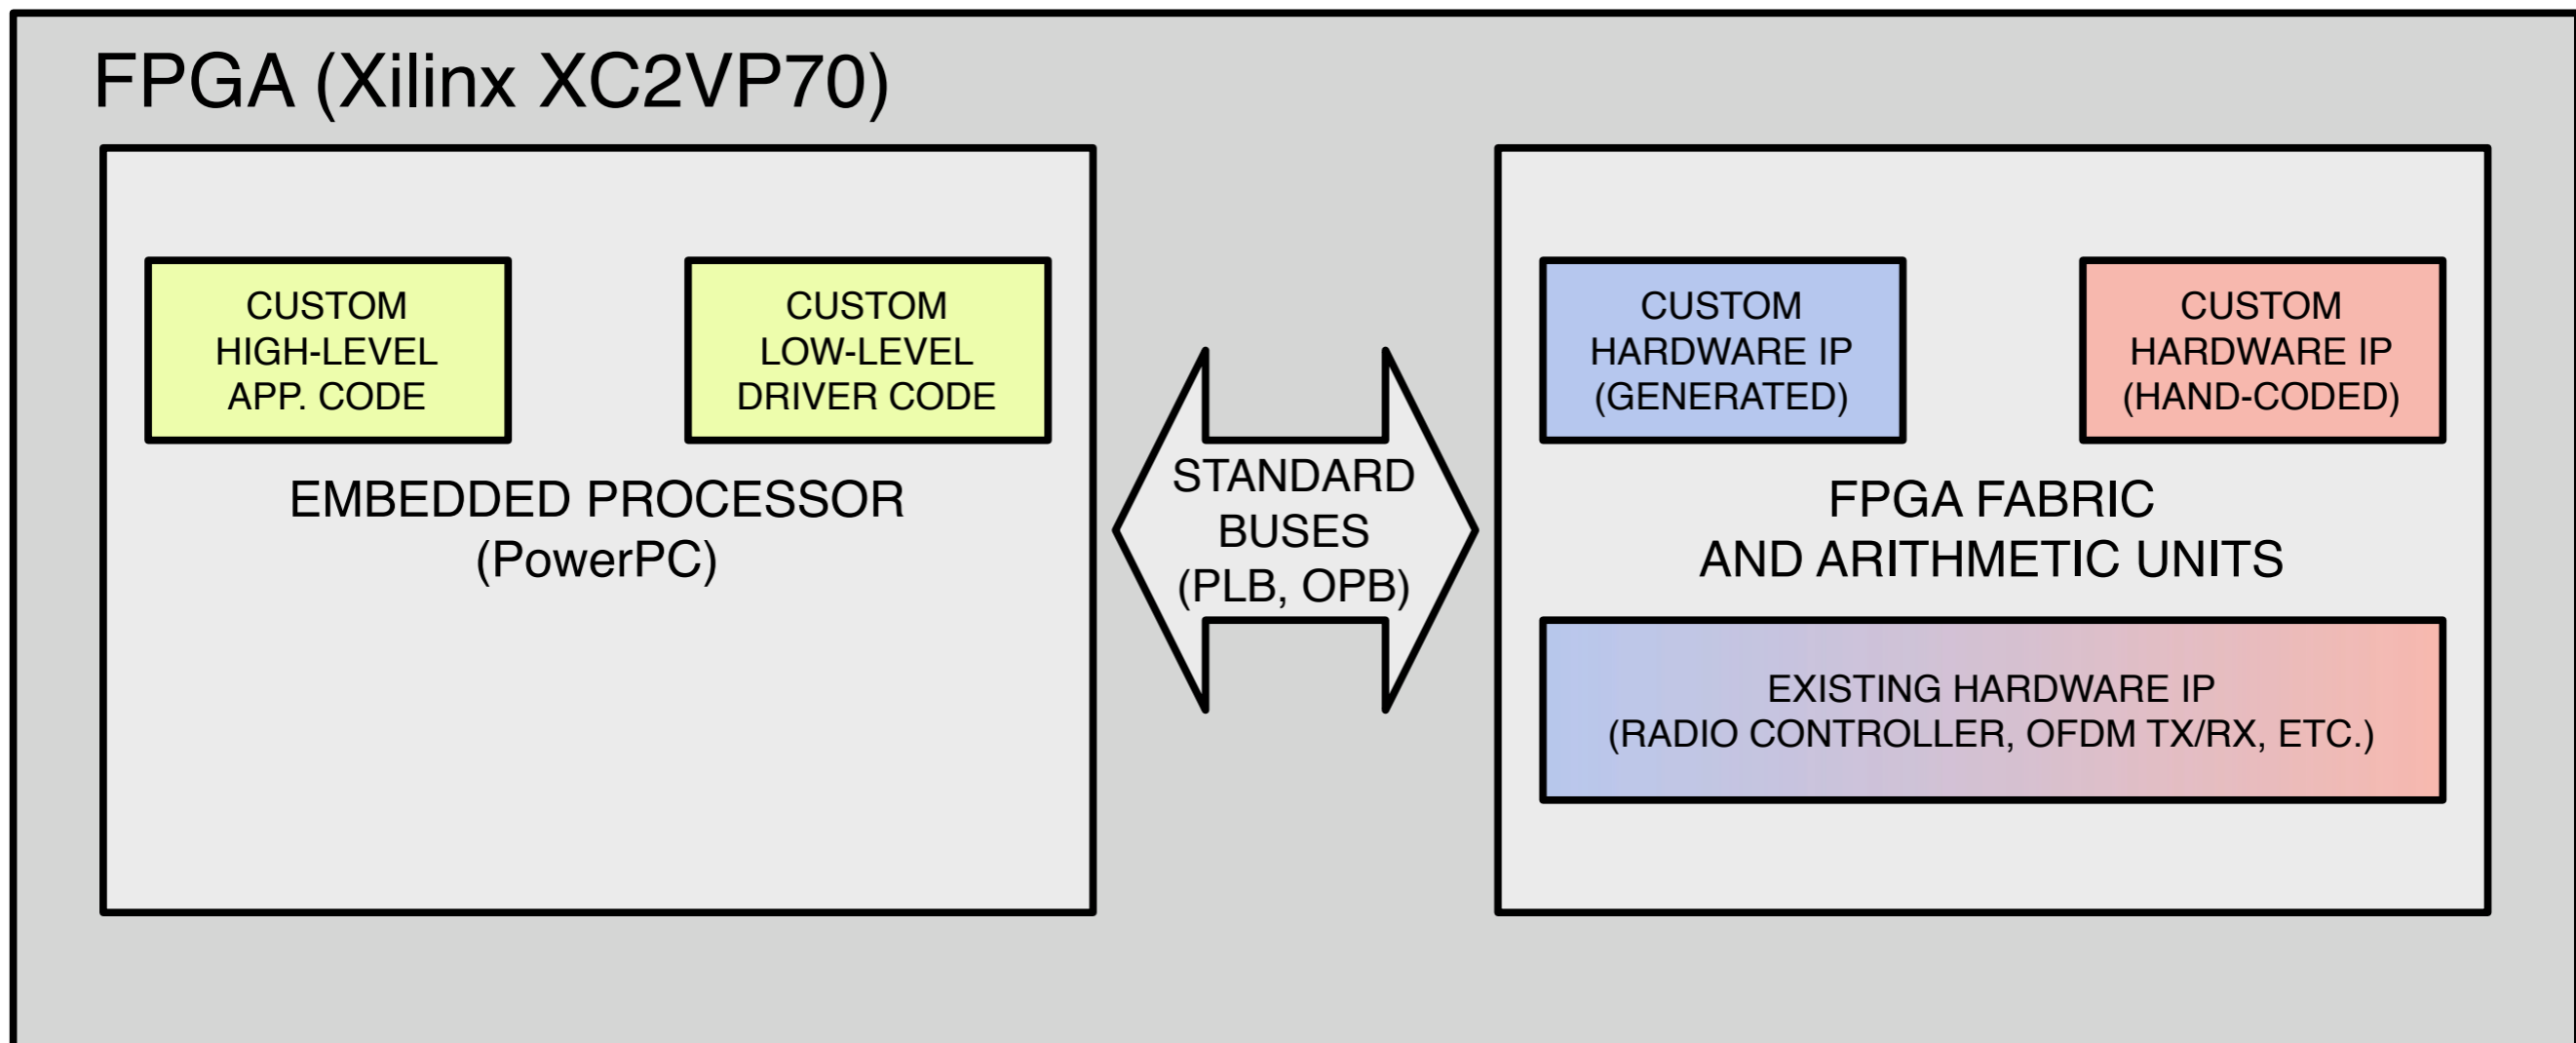 FPGA (Xilinx XC2VP70)
CUSTOM
HIGH-LEVEL
APP. CODE
CUSTOM
LOW-LEVEL
DRIVER CODE
EMBEDDED PROCESSOR
(PowerPC)
STANDARD
BUSES
(PLB, OPB)
CUSTOM
HARDWARE IP
(GENERATED)
CUSTOM
HARDWARE IP
(HAND-CODED)
FPGA FABRIC
AND ARITHMETIC UNITS
EXISTING HARDWARE IP
(RADIO CONTROLLER, OFDM TX/RX, ETC.)